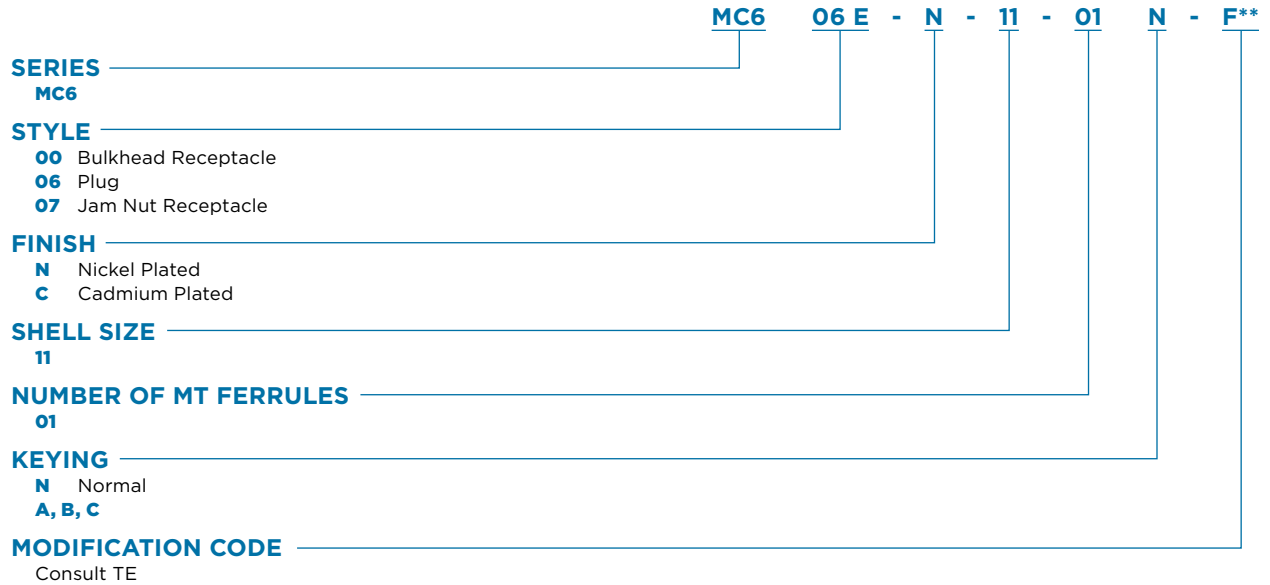 MC6 06 E - N - 11 - 01 N - F**
SERIES
MC6
STYLE
00 Bulkhead Receptacle
06 Plug
07 Jam Nut Receptacle
FINISH
N Nickel Plated
C Cadmium Plated
SHELL SIZE
11
NUMBER OF MT FERRULES
01
KEYING
N Normal
A, B, C
MODIFICATION CODE
Consult TE